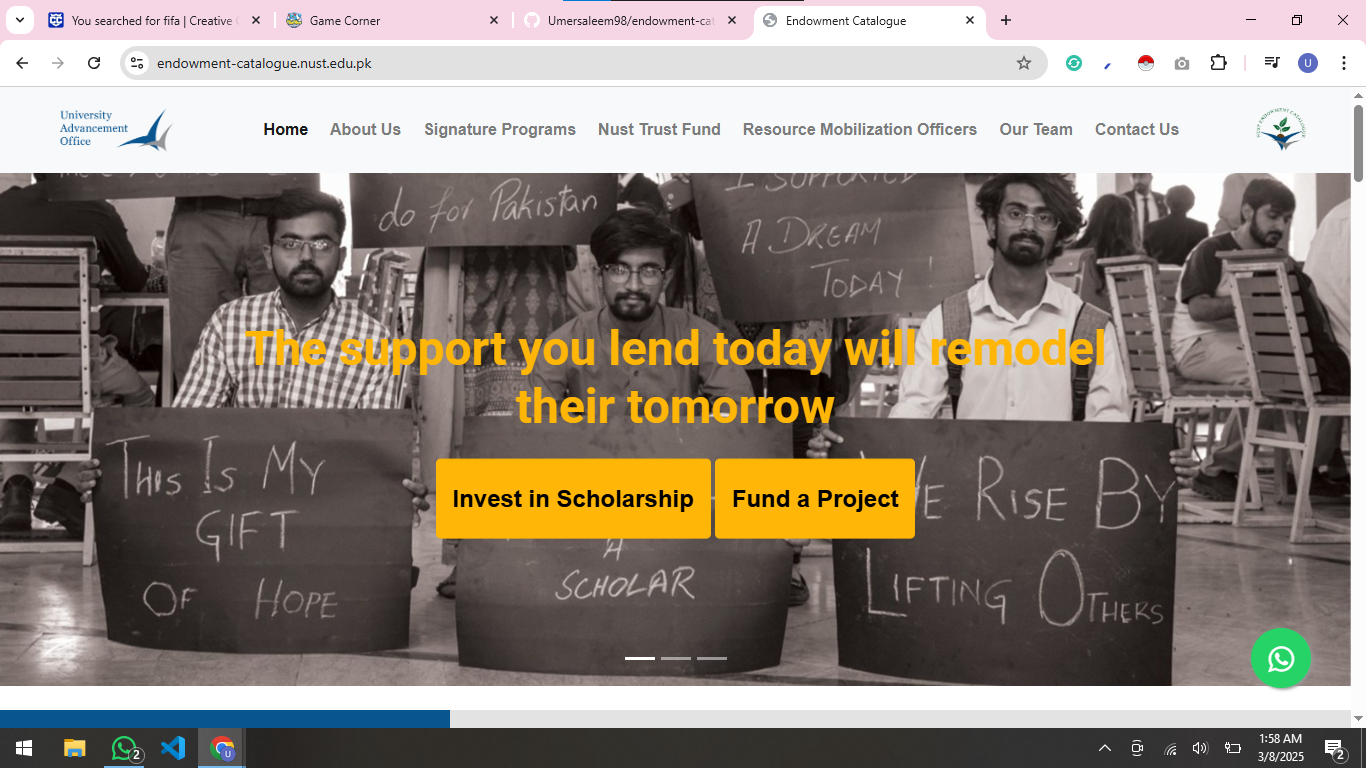 You searched for fifa | Creative
Game Corner
Umersaleem98/endowment-cat
Endowment Catalogue
endowment-catalogue.nust.edu.pk
U
University
Advancement
Office
Home
About Us
Signature Programs
Nust Trust Fund
Resource Mobilization Officers
Our Team
Contact Us
NUST ENDOWMENT CATALOGUE
do for Pakistan
I SUPPORTED
A DREAM
TODAY!
The support you lend today will remodel
their tomorrow
Invest in Scholarship
Fund a Project
THIS IS MY
GIFT
OF HOPE
A
SCHOLAR
RISE BY
LIFTING OTHERS
2
U
1:58 AM
3/8/2025
2